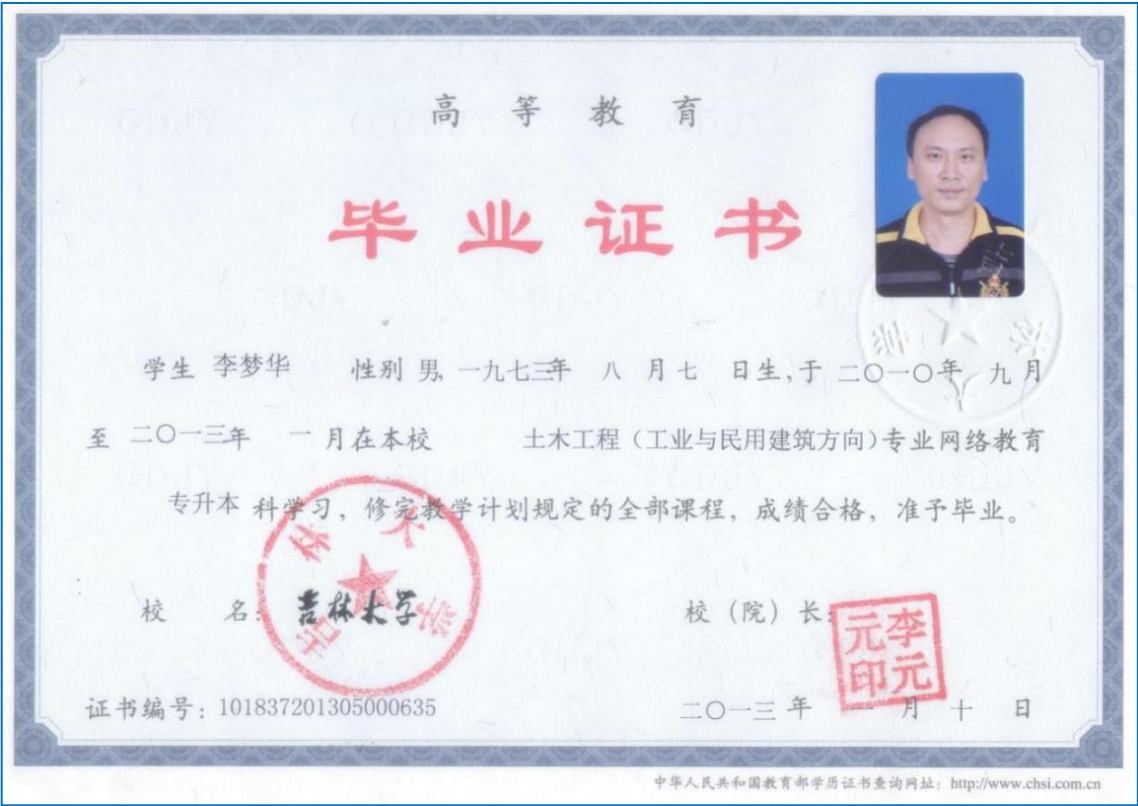 高等教育
毕业证书
学生 李梦华 性别 男, 一九七三年 八 月 七 日生, 于 二〇一〇年 九 月
至 二〇一三年 一 月在本校 土木工程（工业与民用建筑方向）专业网络教育
专升本 科学习，修完教学计划规定的全部课程，成绩合格，准予毕业。
校 名: 吉林大学 校（院）长:
吉林大学
李元元印
证书编号: 101837201305000635 二〇一三 年 一 月 十 日
中华人民共和国教育部学历证书查询网址: http://www.chsi.com.cn